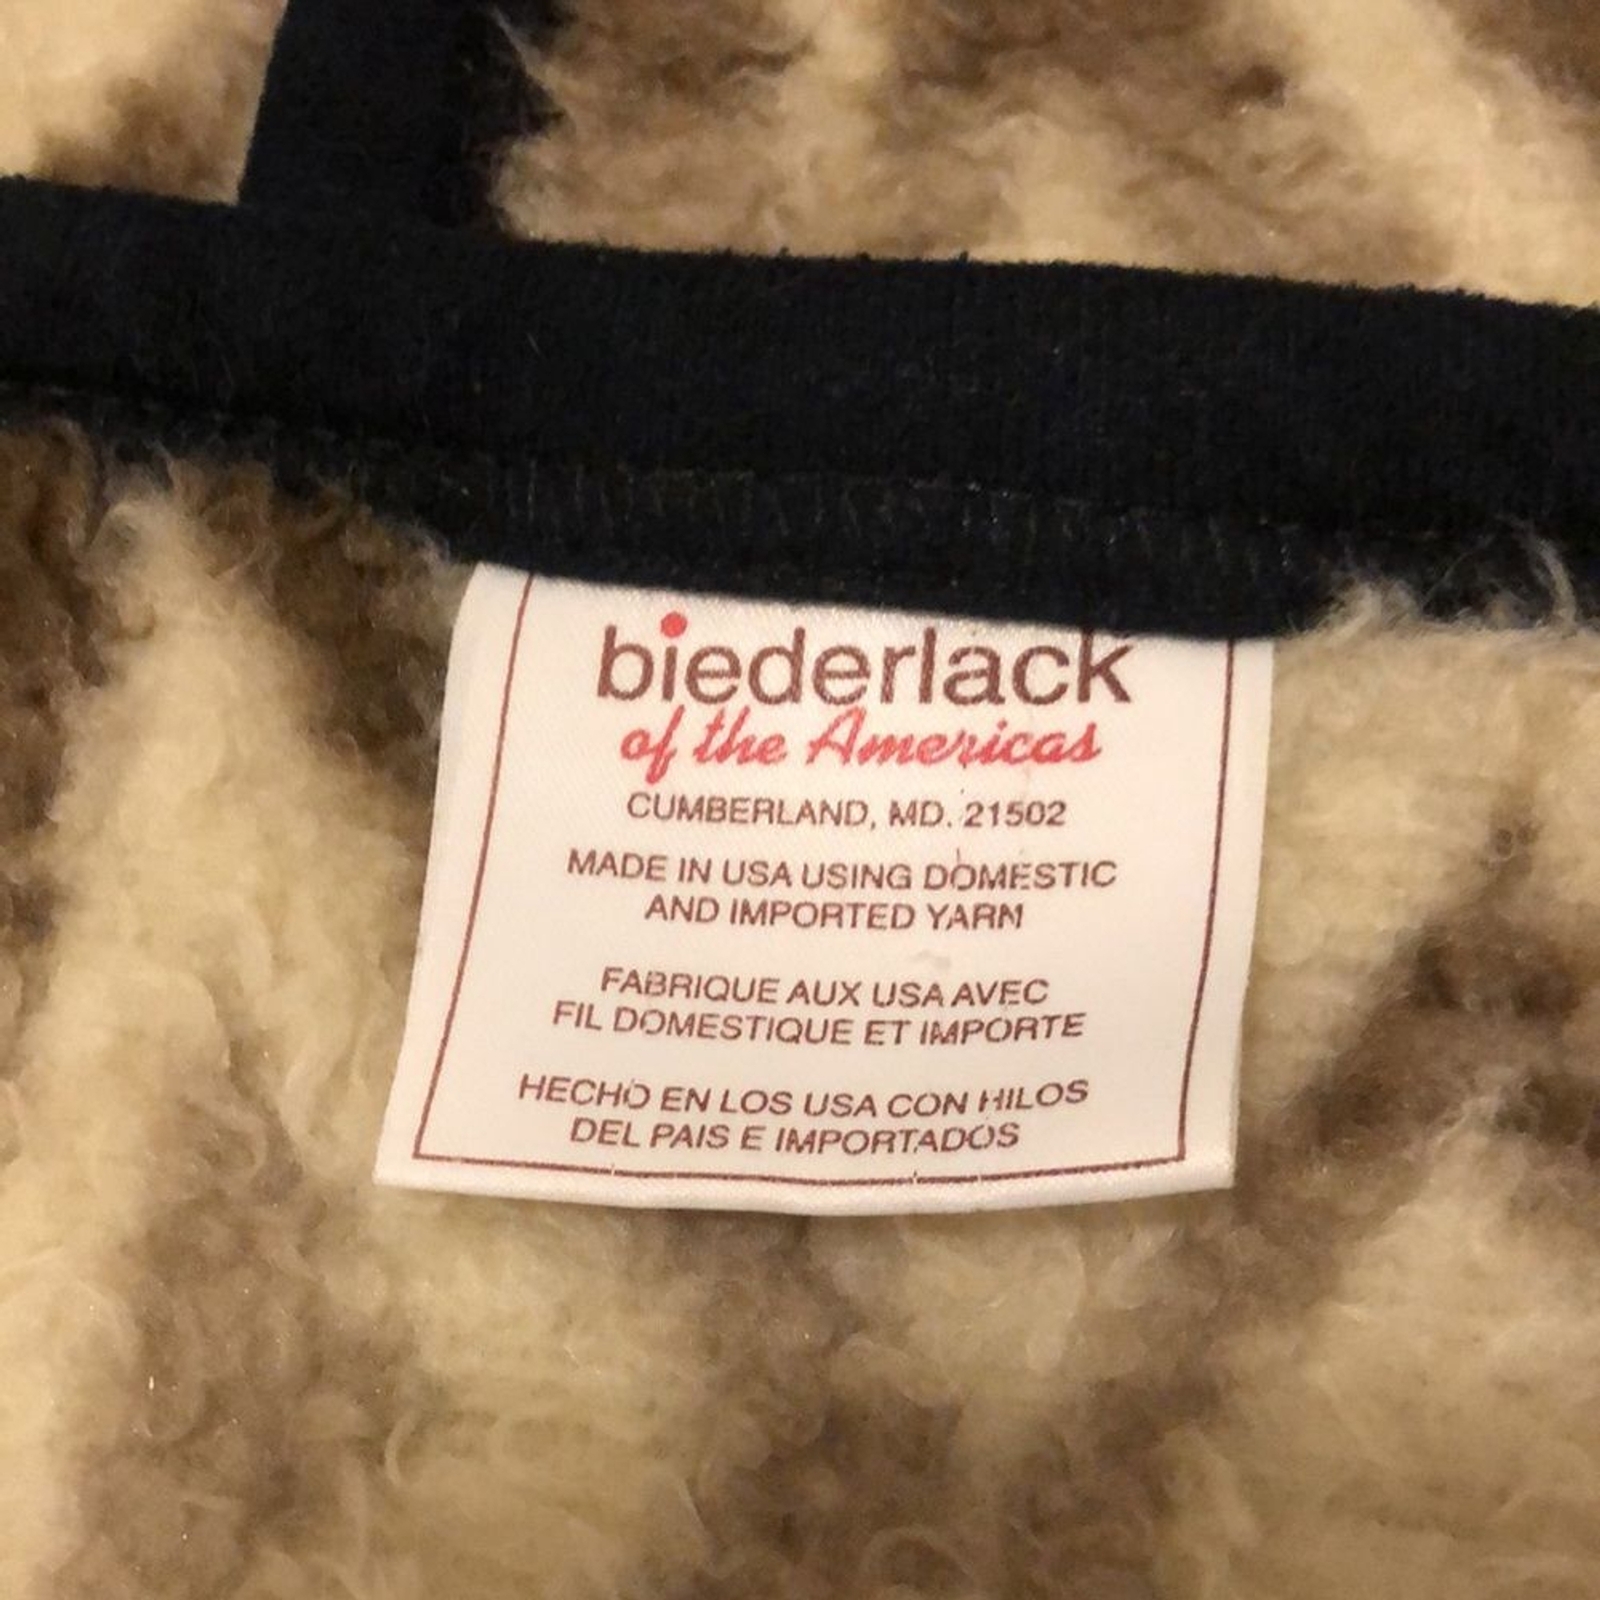 biederlack
of the Americas
CUMBERLAND, MD. 21502
MADE IN USA USING DOMESTIC
AND IMPORTED YARN
FABRIQUE AUX USA AVEC
FIL DOMESTIQUE ET IMPORTE
HECHO EN LOS USA CON HILOS
DEL PAIS E IMPORTADOS